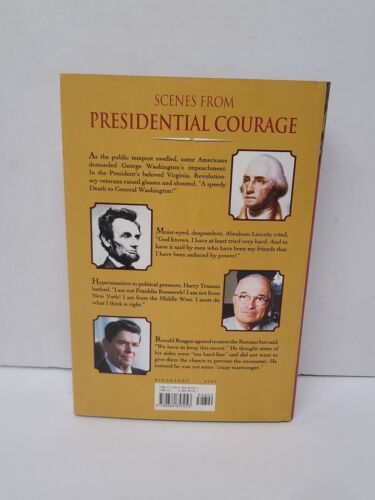 SCENES FROM
PRESIDENTIAL COURAGE
As the public tempest swelled, some Americans
demanded George Washington's impeachment.
In the President's beloved Virginia, Revolution-
ary veterans raised glasses and shouted, "A speedy
Death to General Washington!"
Moist-eyed, despondent, Abraham Lincoln cried,
"God knows, I have at least tried very hard. And to
have it said by men who have been my friends that
I have been seduced by power!"
Hypersensitive to political pressure, Harry Truman
barked, "I am not Franklin Roosevelt! I am not from
New York! I am from the Middle West. I must do
what I think is right."
Ronald Reagan agreed to meet the Russian but said,
"We have to keep this secret." He thought some of
his aides were "too hard-line" and did not want to
give them the chance to prevent the encounter. He
insisted he was not some "crazy warmonger."
BIOGRAPHY